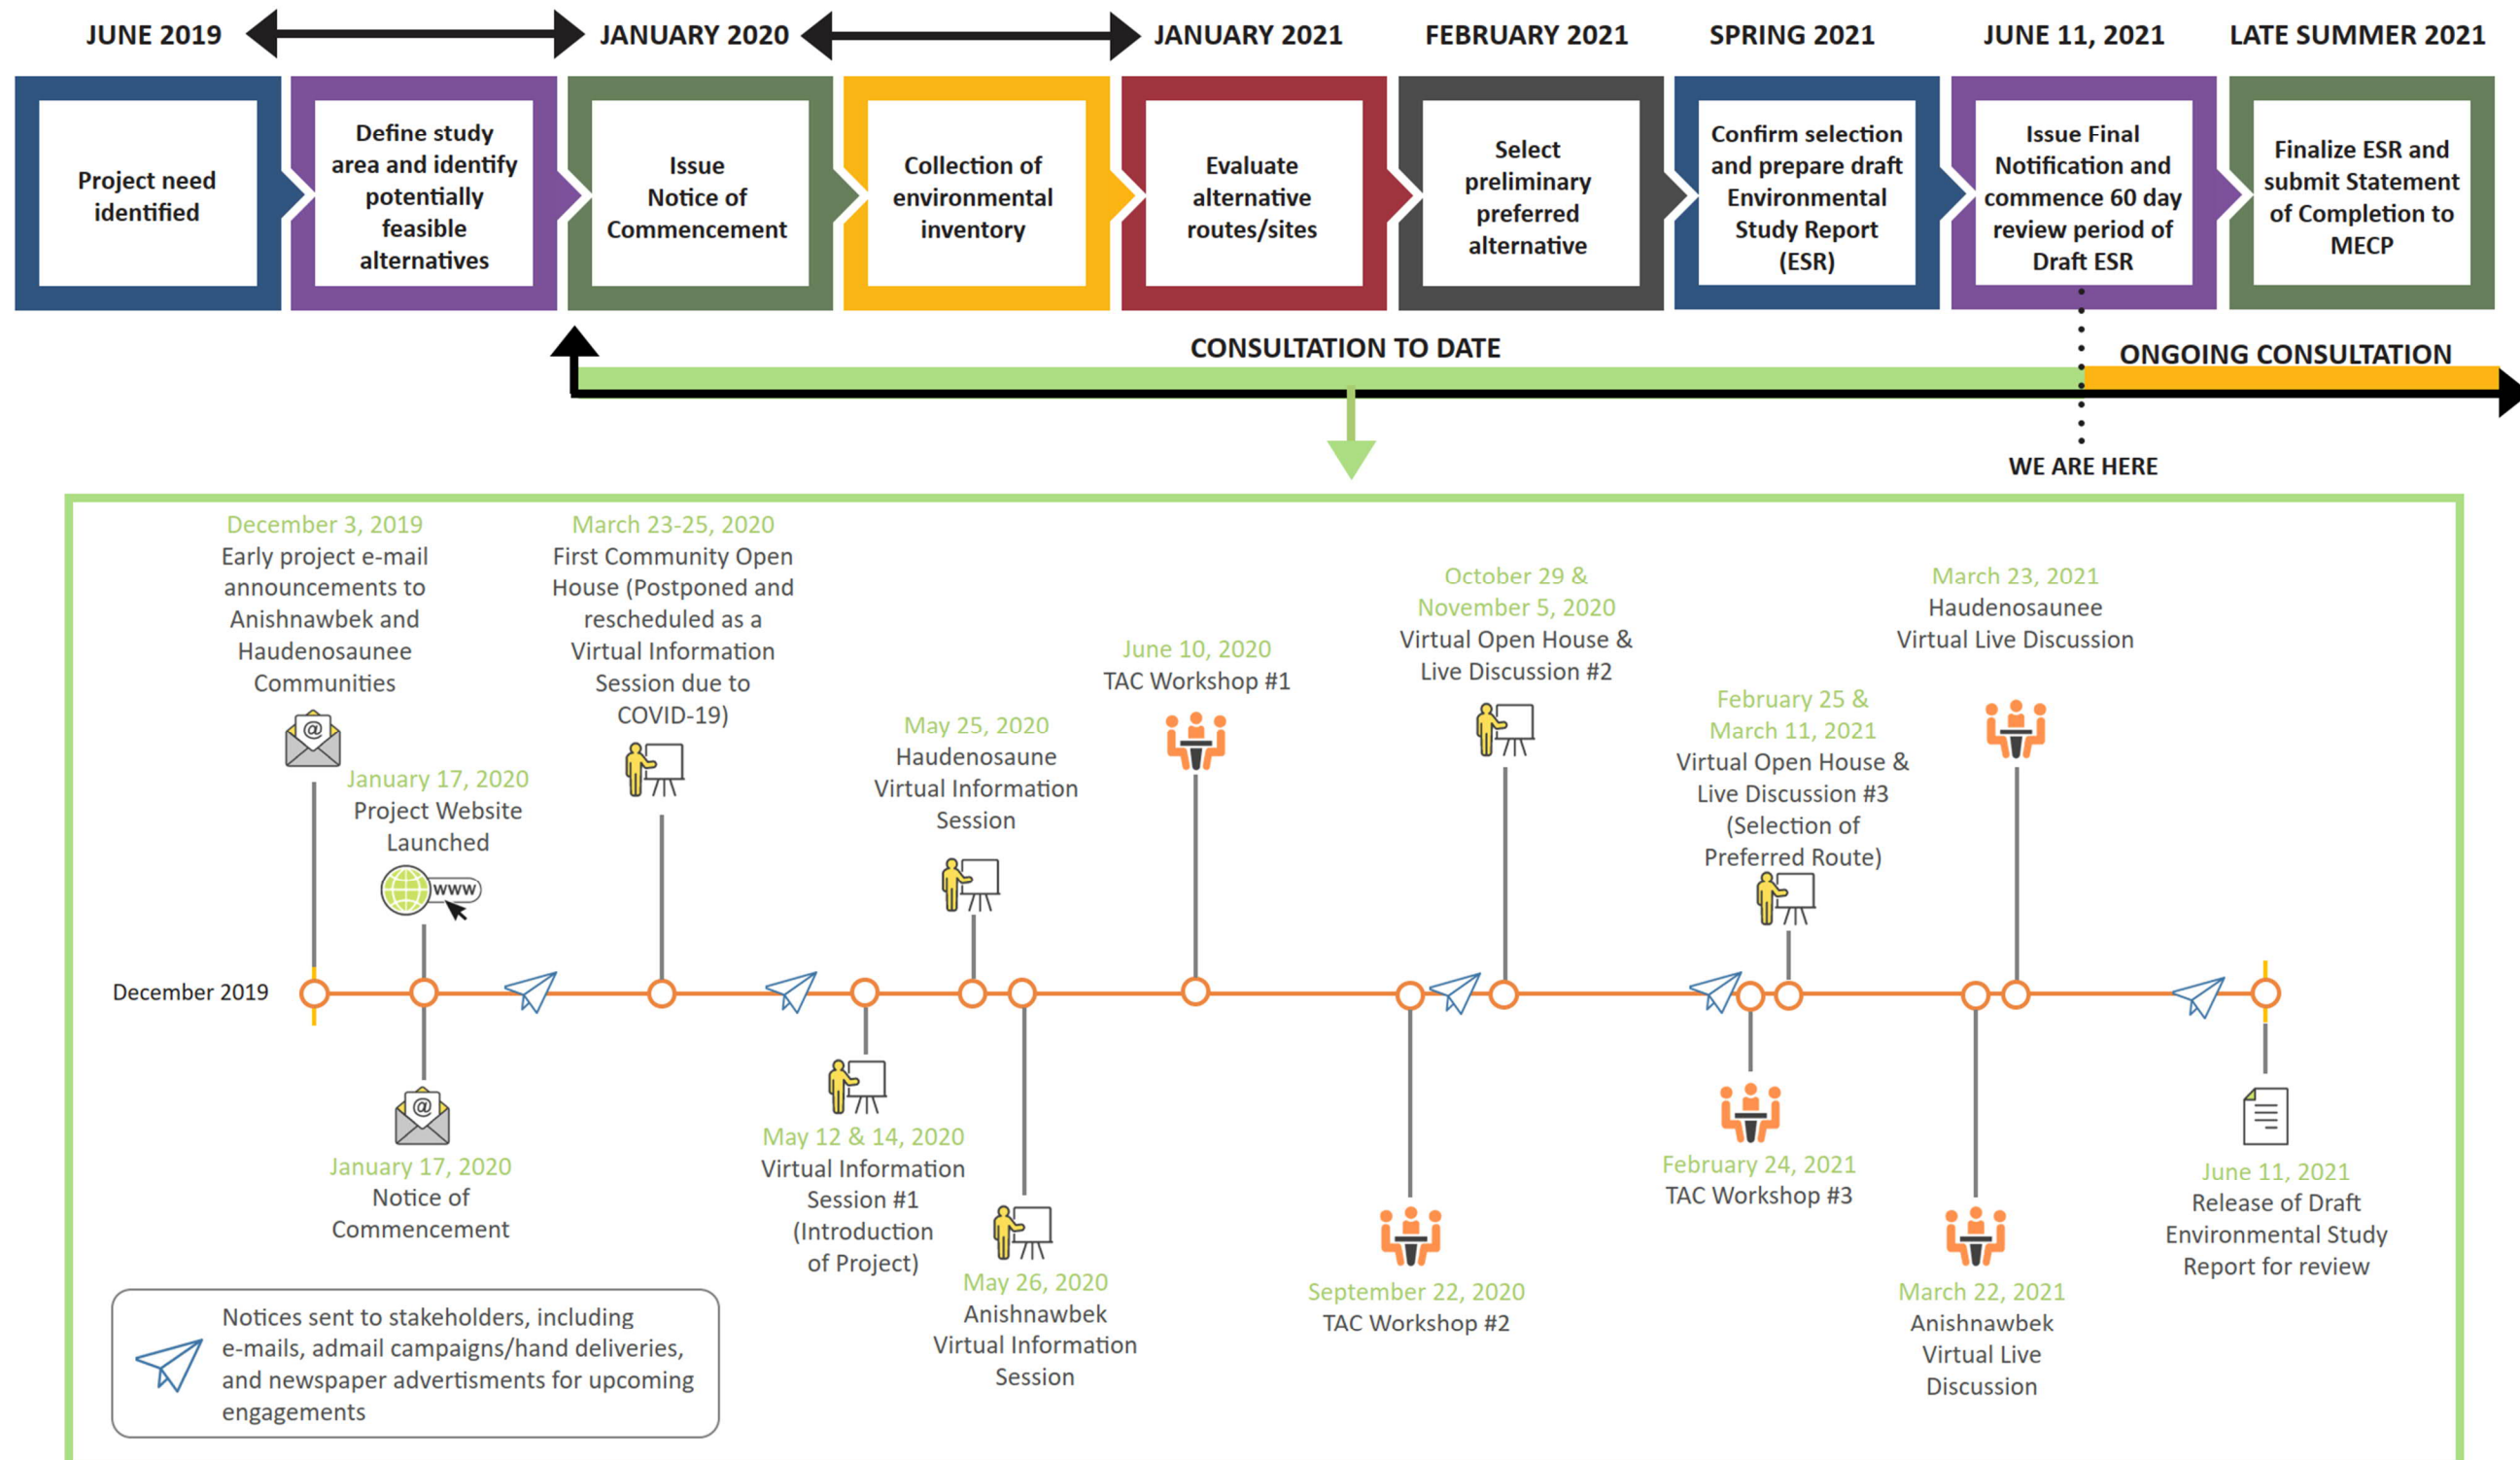 JUNE 2019
JANUARY 2020
JANUARY 2021
FEBRUARY 2021
SPRING 2021
JUNE 11, 2021
LATE SUMMER 2021
Project need
identified
Define study
area and identify
potentially
feasible
alternatives
Issue
Notice of
Commencement
Collection of
environmental
inventory
Evaluate
alternative
routes/sites
Select
preliminary
preferred
alternative
Confirm selection
and prepare draft
Environmental
Study Report
(ESR)
Issue Final
Notification and
commence 60 day
review period of
Draft ESR
Finalize ESR and
submit Statement
of Completion to
MECP
CONSULTATION TO DATE
ONGOING CONSULTATION
WE ARE HERE
December 3, 2019
Early project e-mail
announcements to
Anishnawbek and
Haudenosaunee
Communities
@
January 17, 2020
Project Website
Launched
www
March 23-25, 2020
First Community Open
House (Postponed and
rescheduled as a
Virtual Information
Session due to
COVID-19)
May 25, 2020
Haudenosaune
Virtual Information
Session
June 10, 2020
TAC Workshop #1
October 29 &
November 5, 2020
Virtual Open House &
Live Discussion #2
February 25 &
March 11, 2021
Virtual Open House &
Live Discussion #3
(Selection of
Preferred Route)
March 23, 2021
Haudenosaunee
Virtual Live Discussion
December 2019
@
January 17, 2020
Notice of
Commencement
May 12 & 14, 2020
Virtual Information
Session #1
(Introduction
of Project)
May 26, 2020
Anishnawbek
Virtual Information
Session
September 22, 2020
TAC Workshop #2
February 24, 2021
TAC Workshop #3
March 22, 2021
Anishnawbek
Virtual Live
Discussion
June 11, 2021
Release of Draft
Environmental Study
Report for review
Notices sent to stakeholders, including
e-mails, admail campaigns/hand deliveries,
and newspaper advertisments for upcoming
engagements